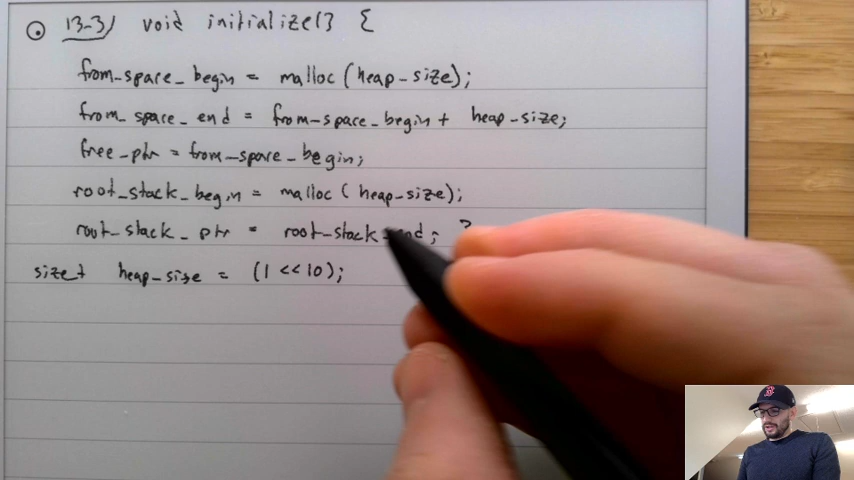 13-3) void initialize() {
from_space_begin = malloc (heap_size);
from_space_end = from_space_begin + heap_size;
free_ptr = from_space_begin;
root_stack_begin = malloc (heap_size);
root_stack_ptr = root_stack_end; }
size_t heap_size = (1 << 10);